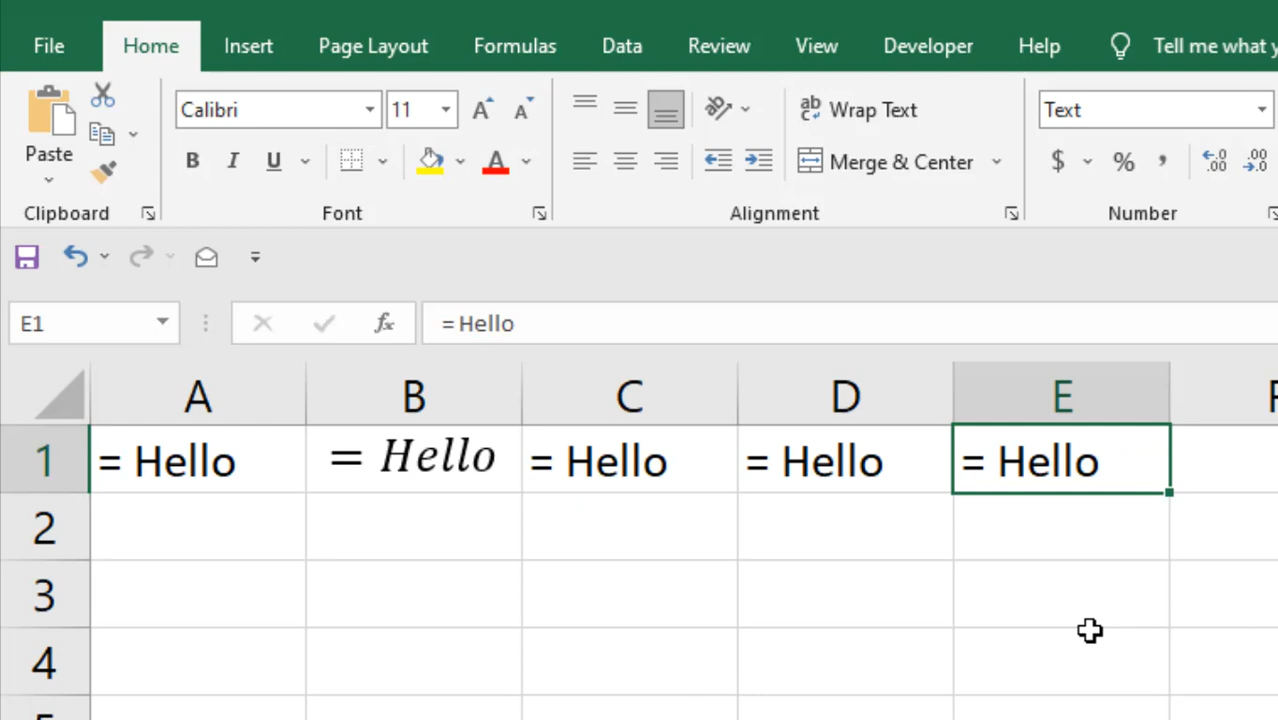 File Home Insert Page Layout Formulas Data Review View Developer Help Tell me what
Calibri 11 Wrap Text Text
Paste B I U A Merge & Center $ % ,
Clipboard Font Alignment Number
E1 fx = Hello
A B C D E
1 = Hello = Hello = Hello = Hello = Hello
2
3
4